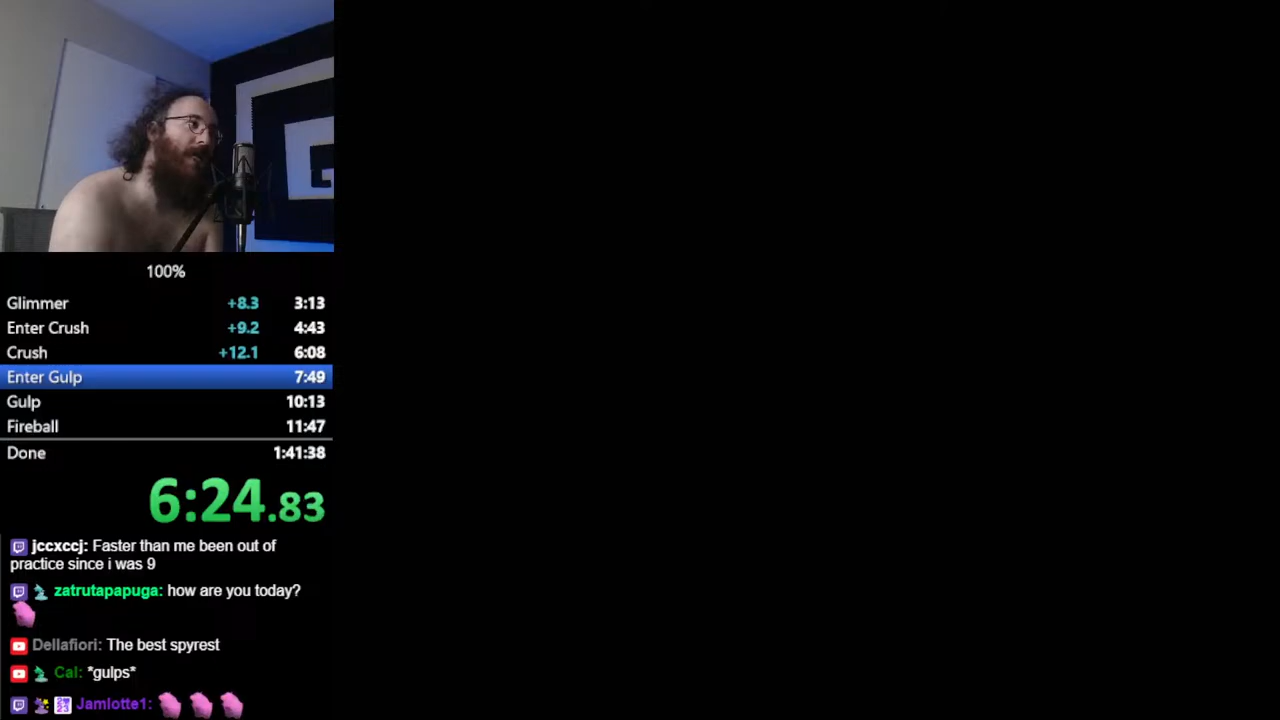 100%
Glimmer +8.3 3:13
Enter Crush +9.2 4:43
Crush +12.1 6:08
Enter Gulp 7:49
Gulp 10:13
Fireball 11:47
Done 1:41:38
6:24.83
jccxccj: Faster than me been out of
practice since i was 9
zatrutapapuga: how are you today?
Dellafiori: The best spyrest
Cal: *gulps*
Jamlotte1: